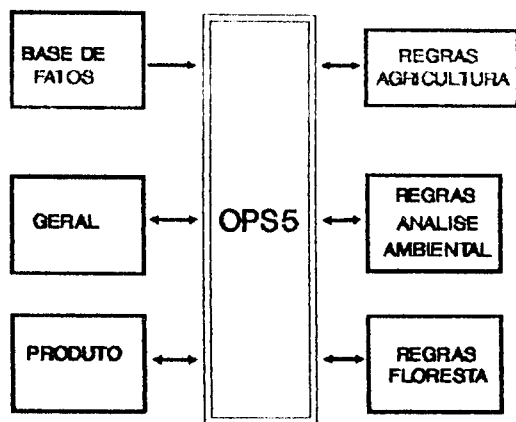 BASE DE
FATOS
GERAL
PRODUTO
OPS5
REGRAS
AGRICULTURA
REGRAS
ANALISE
AMBIENTAL
REGRAS
FLORESTA